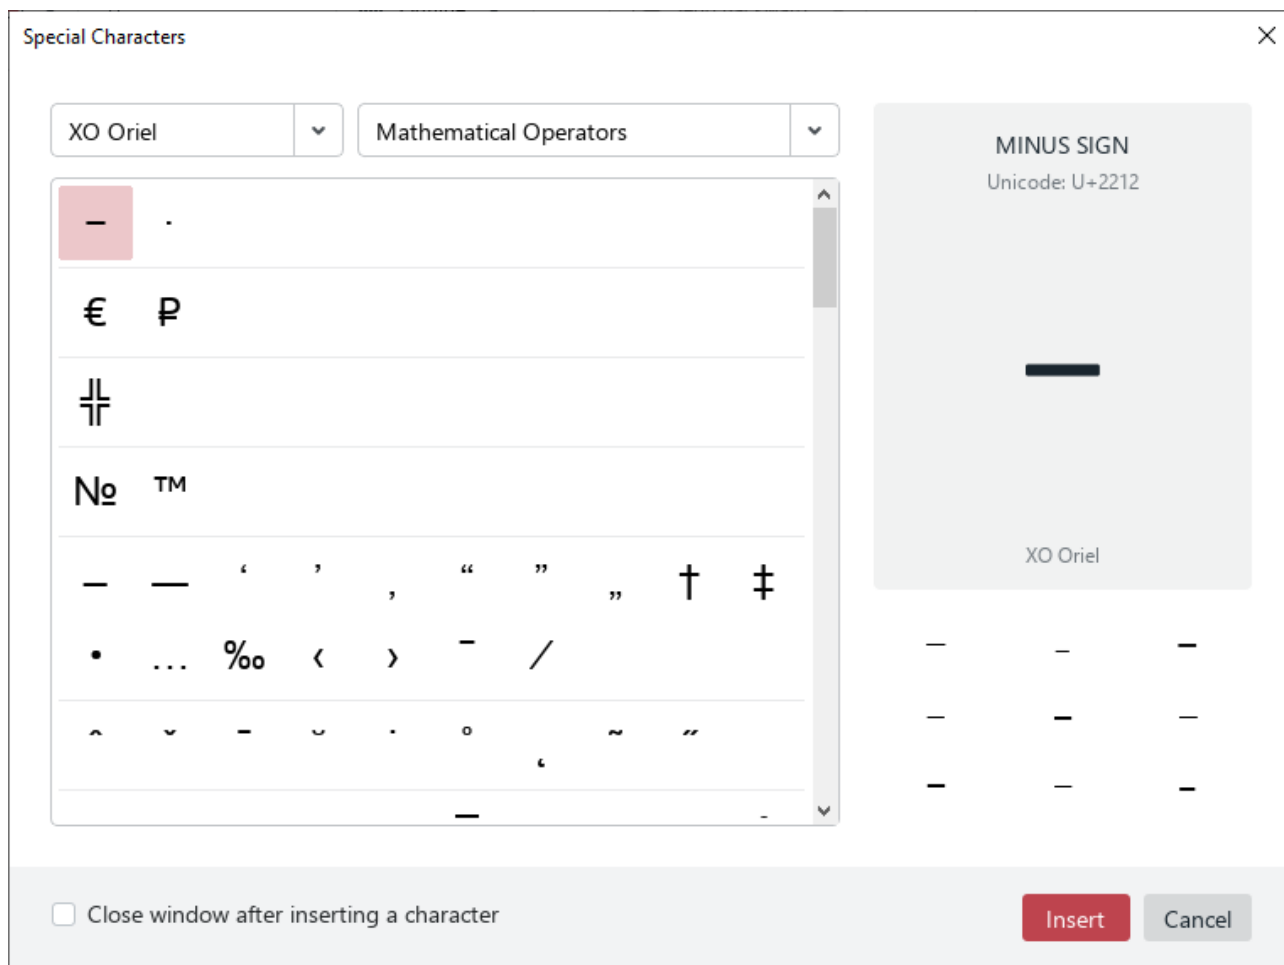 Special Characters
XO Oriel
Mathematical Operators
− ∙
€ ₽
╬
№ ™
– — ‘ ’ ‚ “ ” „ † ‡
• … ‰ ‹ › ‾ ⁄
MINUS SIGN
Unicode: U+2212
−
XO Oriel
Close window after inserting a character
Insert
Cancel